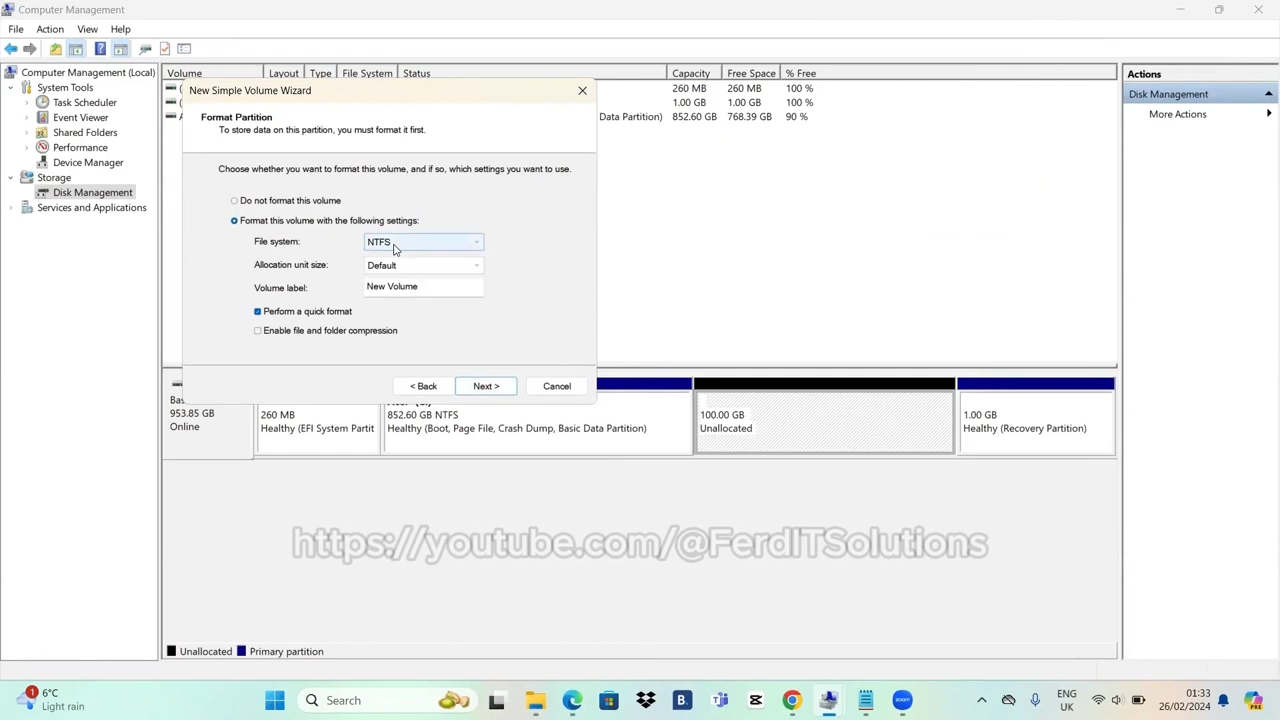 Computer Management
File Action View Help
Computer Management (Local)
System Tools
Task Scheduler
Event Viewer
Shared Folders
Performance
Device Manager
Storage
Disk Management
Services and Applications
Volume Layout Type File System Status Capacity Free Space % Free
260 MB 260 MB 100 %
1.00 GB 1.00 GB 100 %
Data Partition) 852.60 GB 768.39 GB 90 %
New Simple Volume Wizard
Format Partition
To store data on this partition, you must format it first.
Choose whether you want to format this volume, and if so, which settings you want to use.
Do not format this volume
Format this volume with the following settings:
File system: NTFS
Allocation unit size: Default
Volume label: New Volume
Perform a quick format
Enable file and folder compression
< Back Next > Cancel
Actions
Disk Management
More Actions
953.85 GB
Online
260 MB
Healthy (EFI System Partit
852.60 GB NTFS
Healthy (Boot, Page File, Crash Dump, Basic Data Partition)
100.00 GB
Unallocated
1.00 GB
Healthy (Recovery Partition)
https://youtube.com/@FerdITSolutions
Unallocated Primary partition
1
6°C
Light rain
Search
B.
zoom
ENG
UK
01:33
26/02/2024